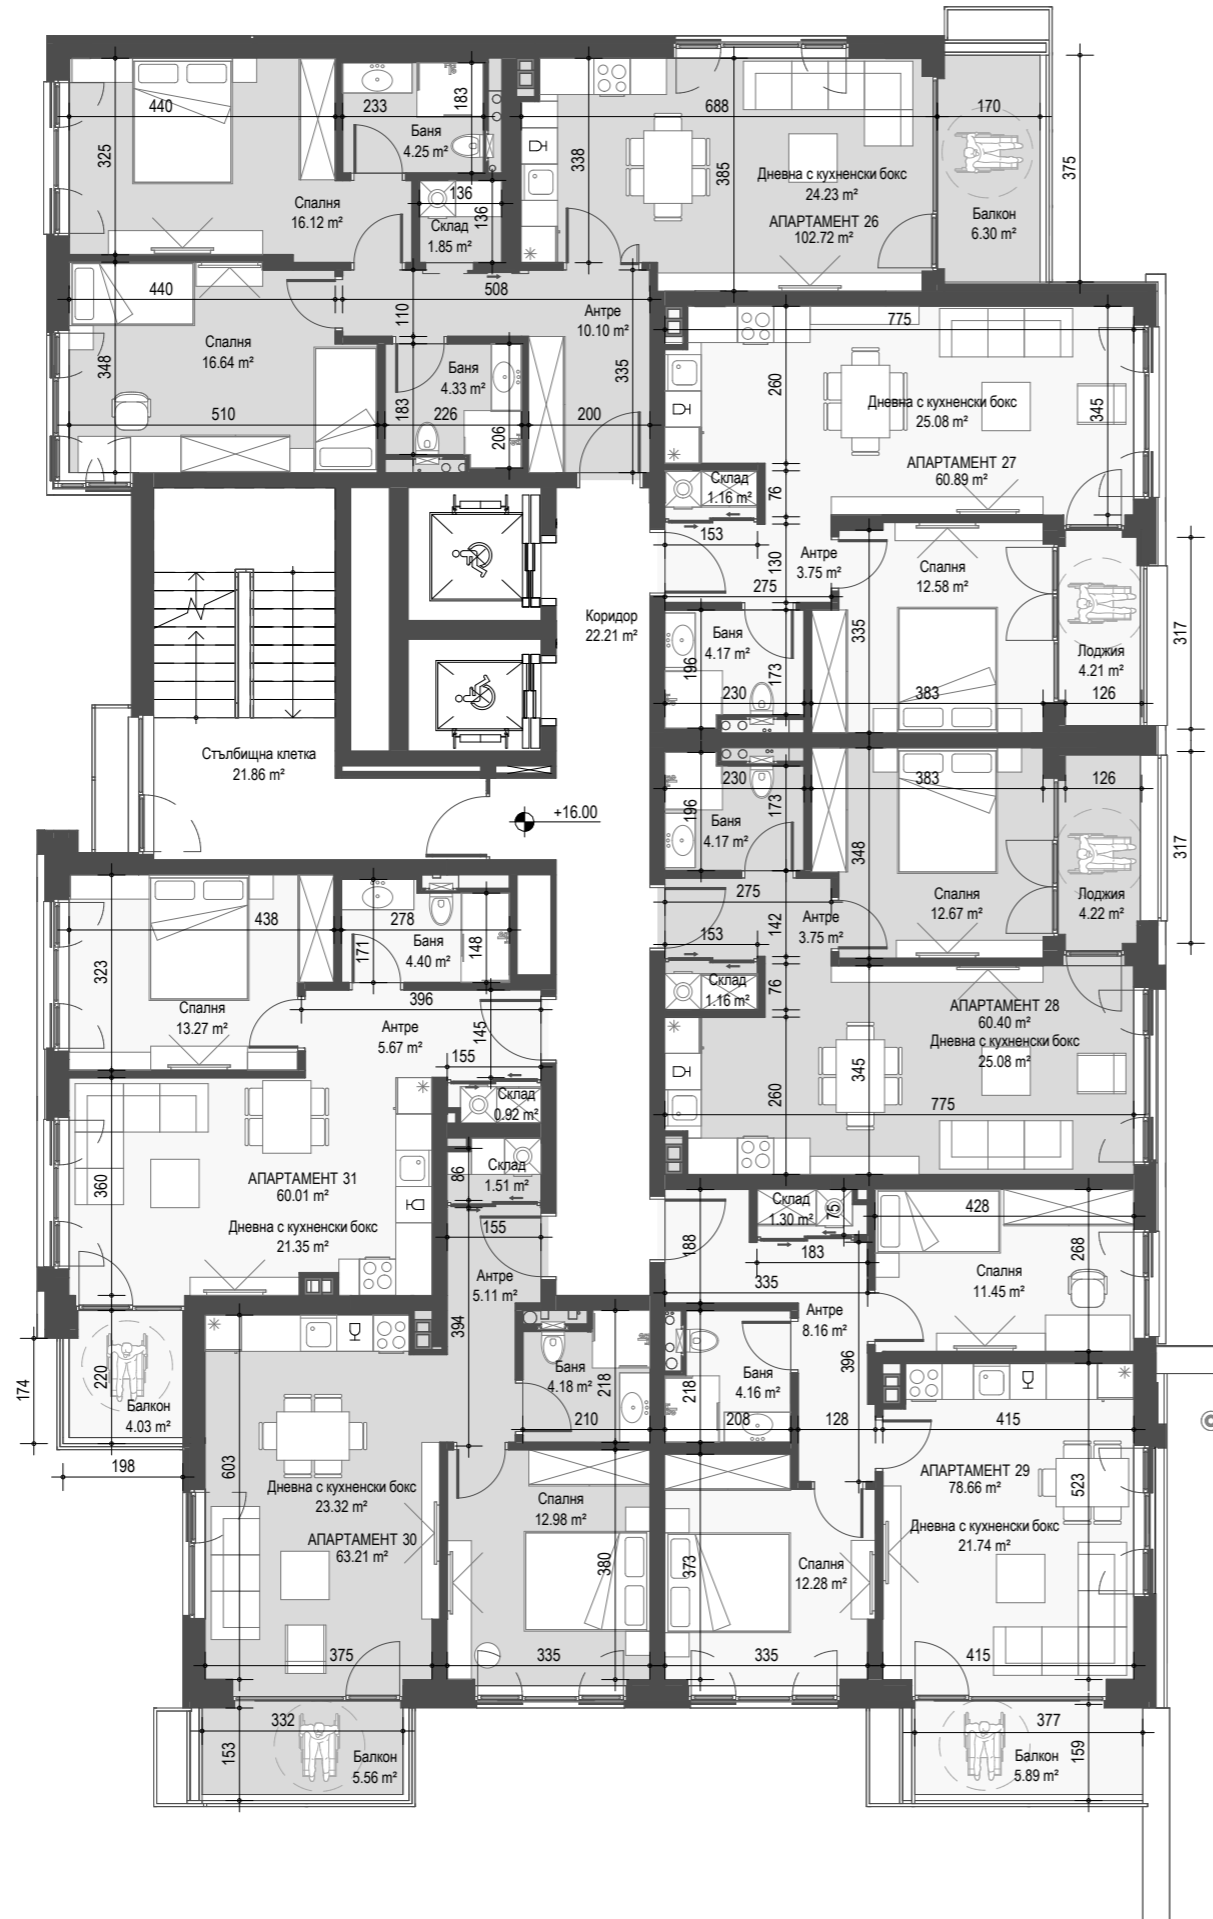 440
233
183
Баня
4.25 m²
325
Спалня
16.12 m²
136
136
Склад
1.85 m²
688
170
338
385
375
Дневна с кухненски бокс
24.23 m²
АПАРТАМЕНТ 26
102.72 m²
Балкон
6.30 m²
440
508
110
Антре
10.10 m²
Спалня
16.64 m²
348
Баня
4.33 m²
335
510
183
226
206
200
775
260
345
Дневна с кухненски бокс
25.08 m²
АПАРТАМЕНТ 27
60.89 m²
Склад
1.16 m²
76
153
130
Антре
3.75 m²
275
Спалня
12.58 m²
335
317
Коридор
22.21 m²
Баня
4.17 m²
196
173
230
383
Лоджия
4.21 m²
126
Стълбищна клетка
21.86 m²
+16.00
230
383
126
196
173
Баня
4.17 m²
348
317
275
Антре
3.75 m²
142
153
Спалня
12.67 m²
Лоджия
4.22 m²
Склад
1.16 m²
76
АПАРТАМЕНТ 28
60.40 m²
Дневна с кухненски бокс
25.08 m²
345
260
775
438
278
323
171
Баня
4.40 m²
148
Спалня
13.27 m²
396
Антре
5.67 m²
145
155
Склад
0.92 m²
86
Склад
1.51 m²
АПАРТАМЕНТ 31
60.01 m²
360
Дневна с кухненски бокс
21.35 m²
155
Антре
5.11 m²
394
188
Склад
1.30 m²
75
183
335
428
268
Спалня
11.45 m²
Антре
8.16 m²
396
174
220
Балкон
4.03 m²
198
Баня
4.18 m²
218
210
218
Баня
4.16 m²
208
128
415
603
Дневна с кухненски бокс
23.32 m²
АПАРТАМЕНТ 30
63.21 m²
Спалня
12.98 m²
380
373
Спалня
12.28 m²
АПАРТАМЕНТ 29
78.66 m²
523
Дневна с кухненски бокс
21.74 m²
375
335
335
415
332
153
Балкон
5.56 m²
377
Балкон
5.89 m²
159